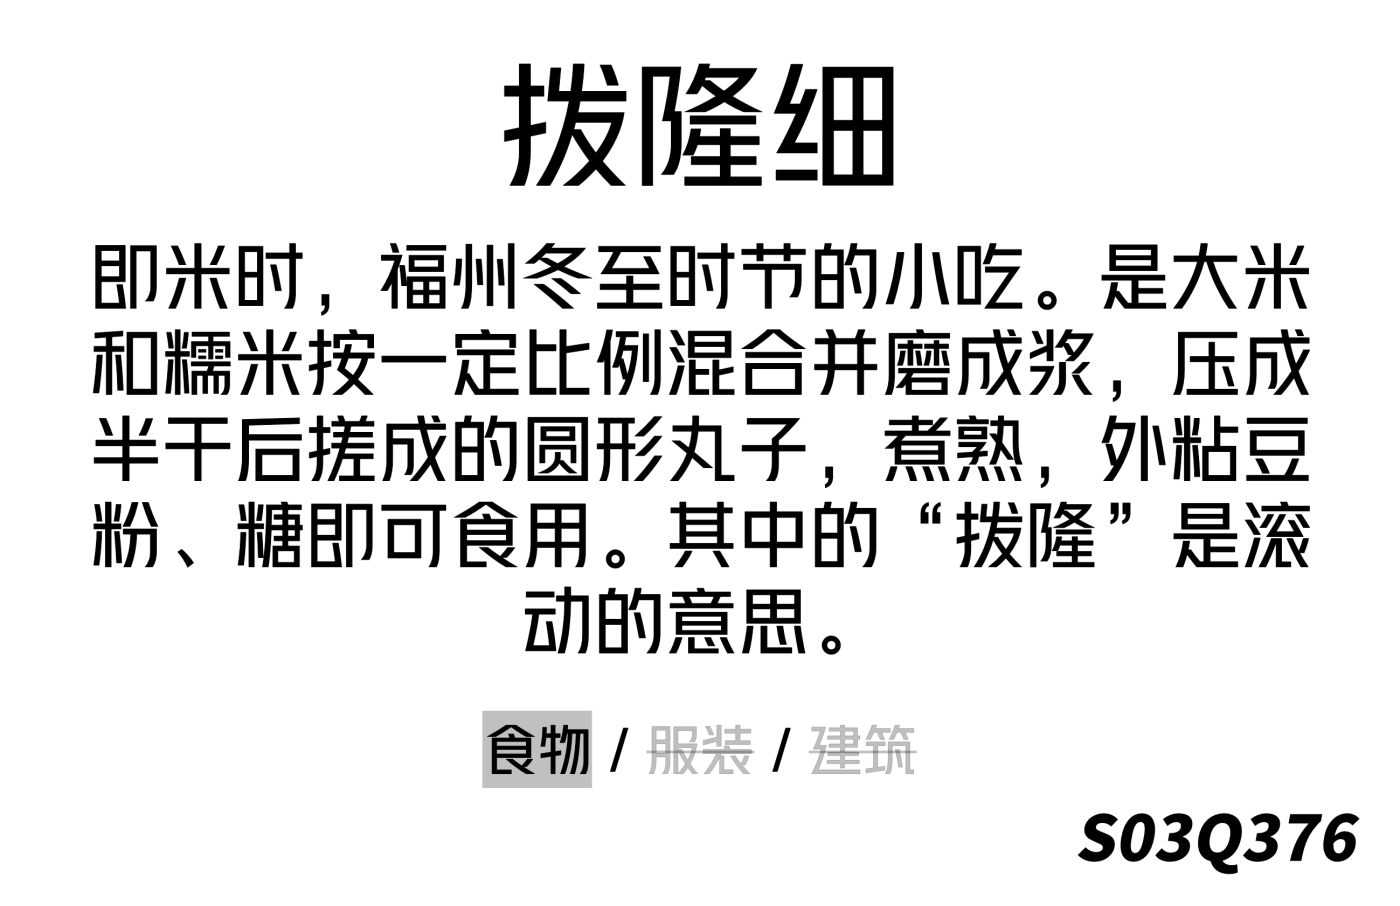 拨隆细
即米时，福州冬至时节的小吃。是大米
和糯米按一定比例混合并磨成浆，压成
半干后搓成的圆形丸子，煮熟，外粘豆
粉、糖即可食用。其中的“拨隆”是滚
动的意思。
食物 / 服装 / 建筑
S03Q376